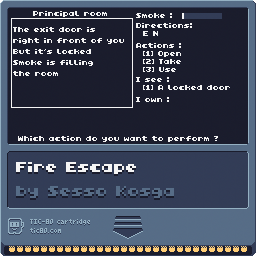 Principal room
The exit door is
right in front of you
But it's locked
Smoke is filling
the room
Smoke :
Directions:
E N
Actions :
[1] Open
[2] Take
[3] Use
I see :
[1] A locked door
I own :
Which action do you want to perform ?
Fire Escape
by Sesso Kosga
TIC-80 cartridge
tic80.com